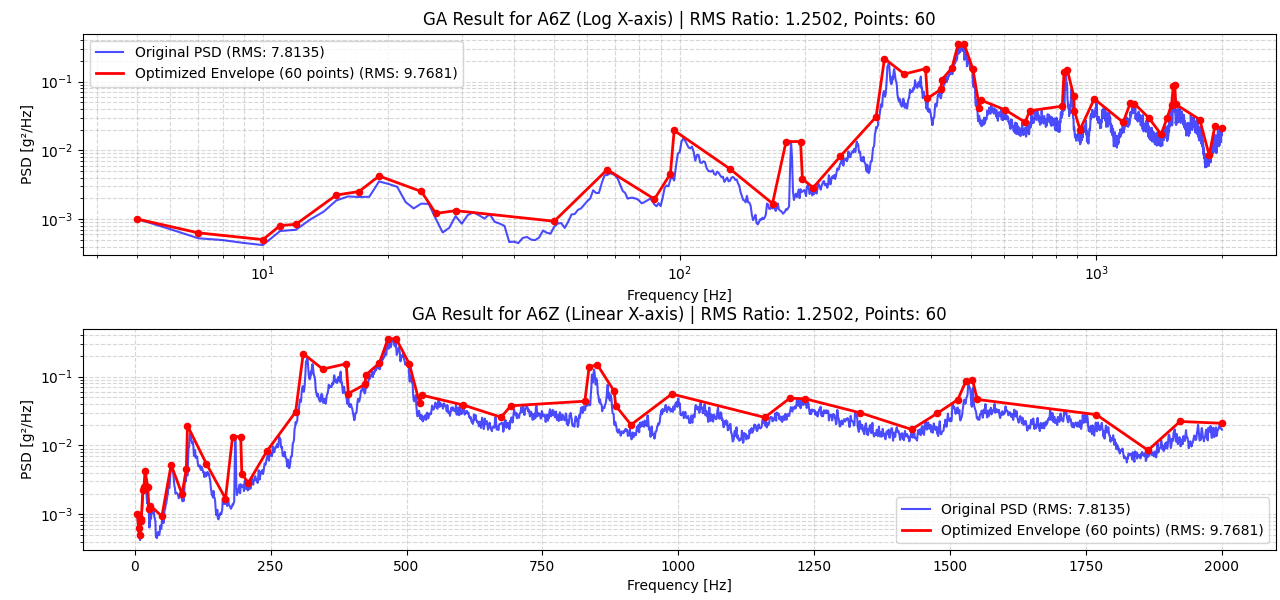 GA Result for A6Z (Log X-axis) | RMS Ratio: 1.2502, Points: 60
Original PSD (RMS: 7.8135)
Optimized Envelope (60 points) (RMS: 9.7681)
PSD [g²/Hz]
10⁻¹
10⁻²
10⁻³
10¹
10²
10³
Frequency [Hz]
GA Result for A6Z (Linear X-axis) | RMS Ratio: 1.2502, Points: 60
PSD [g²/Hz]
10⁻¹
10⁻²
10⁻³
Original PSD (RMS: 7.8135)
Optimized Envelope (60 points) (RMS: 9.7681)
0 250 500 750 1000 1250 1500 1750 2000
Frequency [Hz]